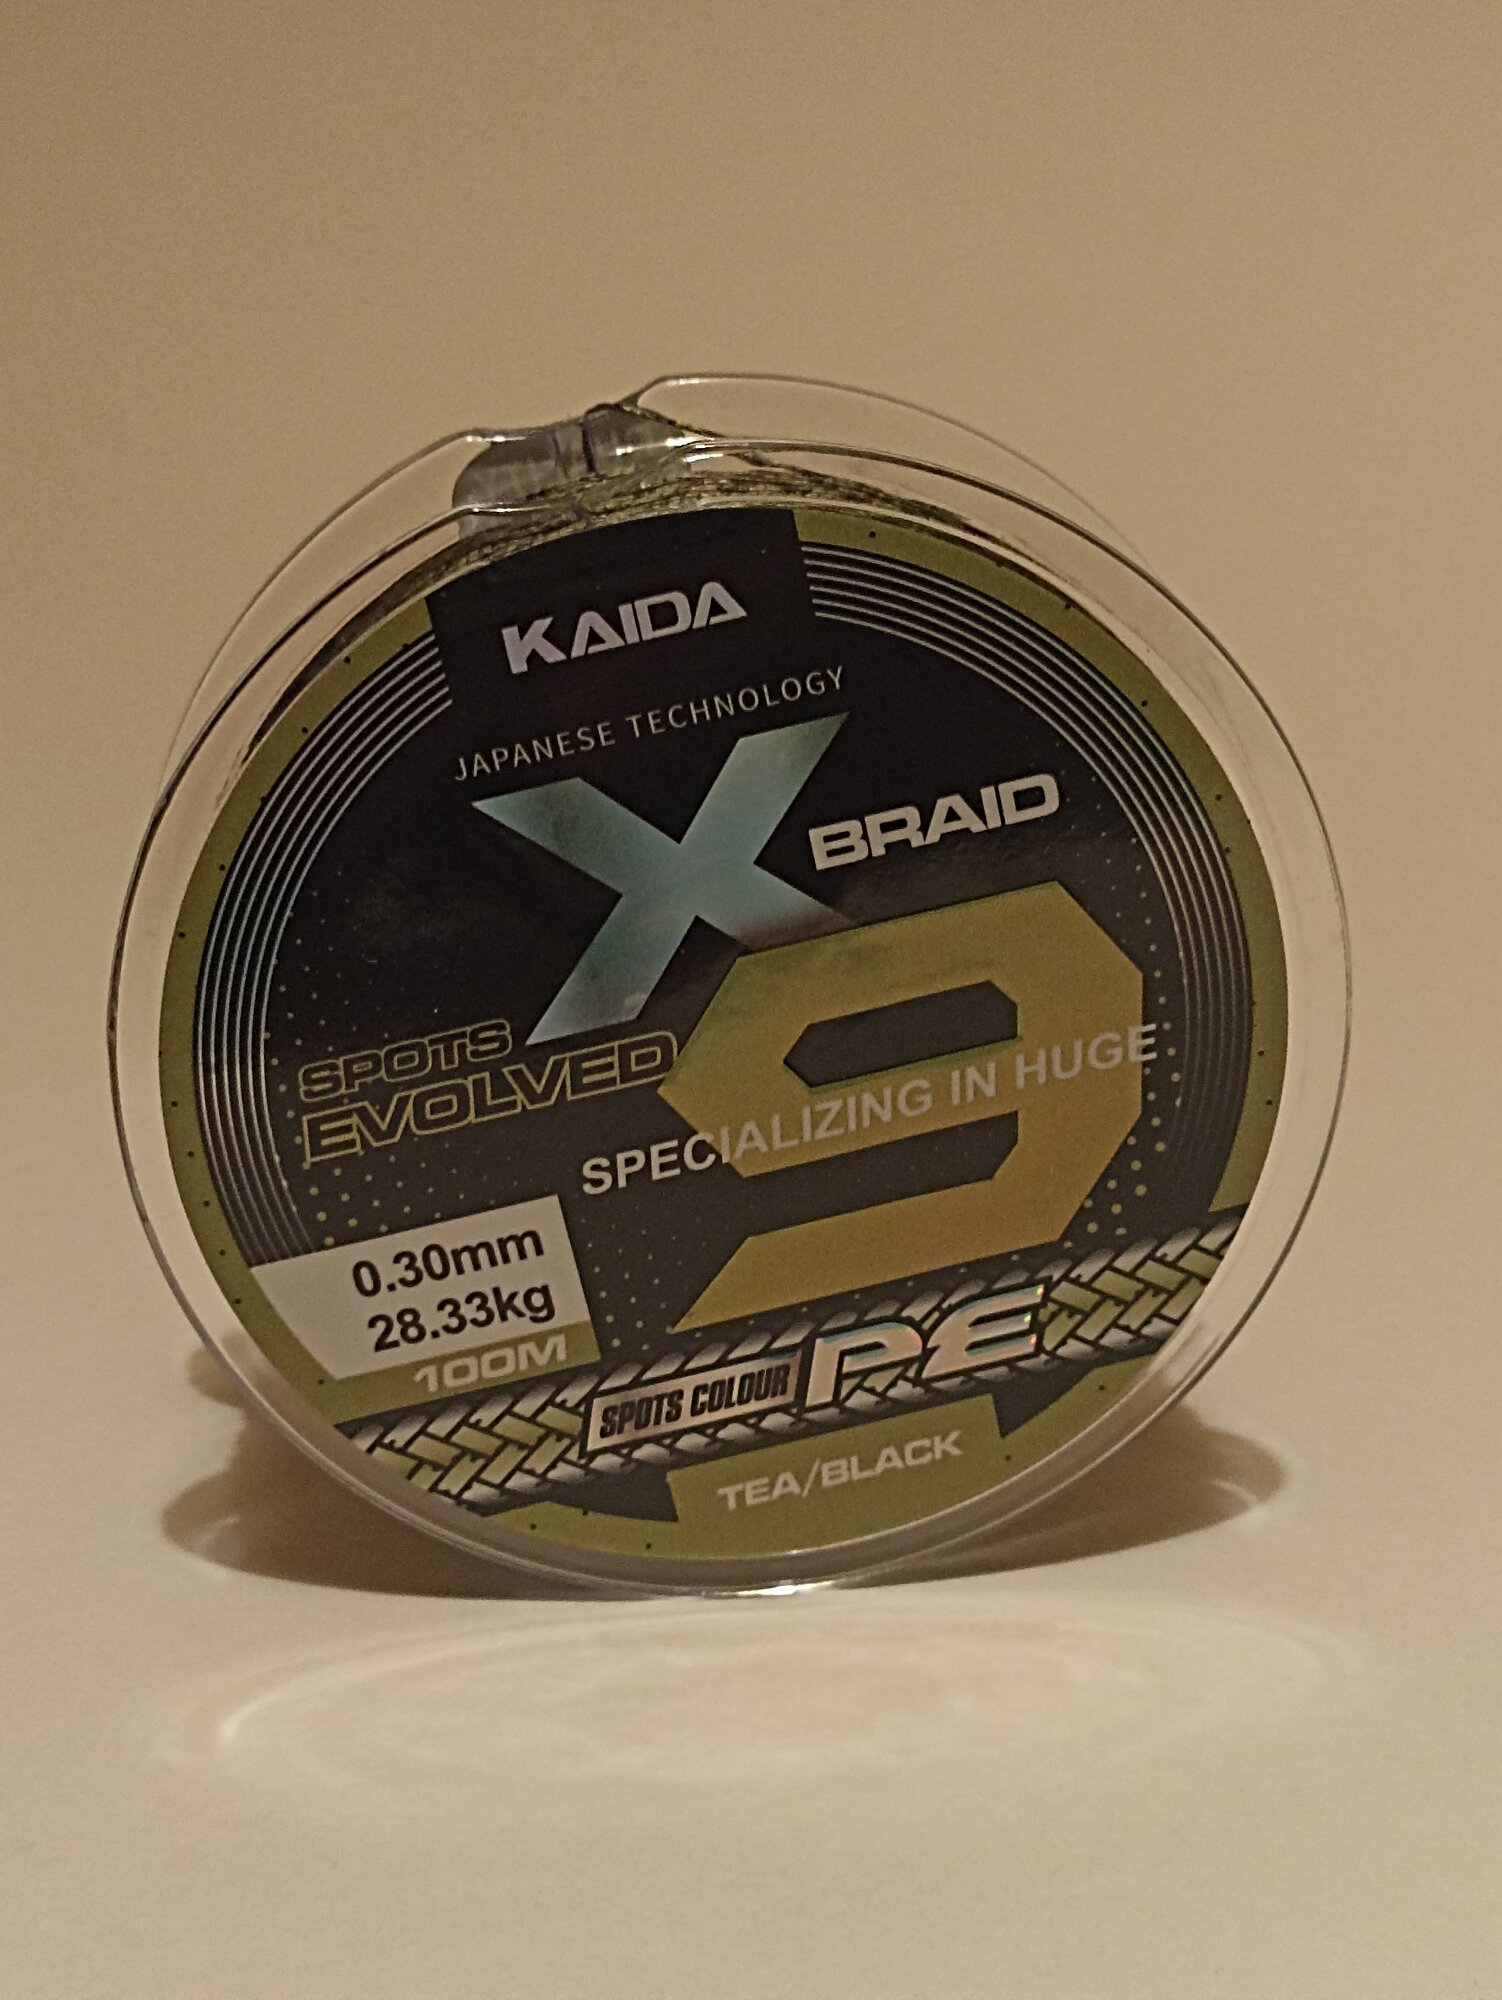 KAIDA
JAPANESE TECHNOLOGY
X BRAID
9
SPOTS
EVOLVED
SPECIALIZING IN HUGE
0.30mm
28.33kg
100M
SPOTS COLOUR PE
TEA/BLACK